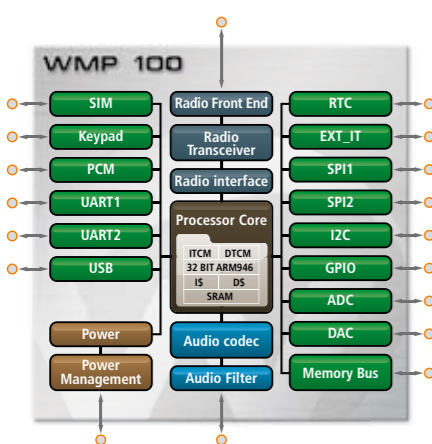 WMP 100
SIM
Keypad
PCM
UART1
UART2
USB
Power
Power
Management
Radio Front End
Radio
Transceiver
Radio interface
Processor Core
ITCM DTCM
32 BIT ARM946
I$ D$
SRAM
Audio codec
Audio Filter
RTC
EXT_IT
SPI1
SPI2
I2C
GPIO
ADC
DAC
Memory Bus